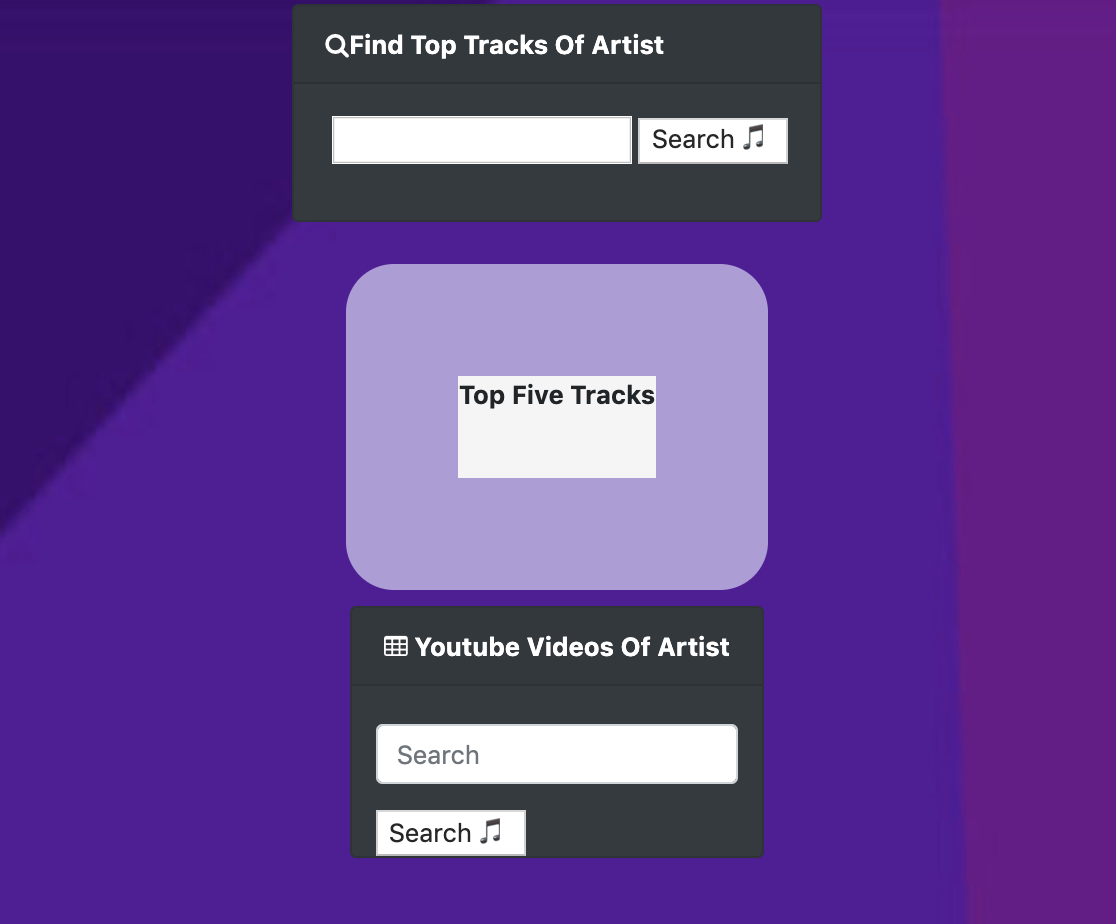 Find Top Tracks Of Artist
Search 🎵
Top Five Tracks
Youtube Videos Of Artist
Search
Search 🎵